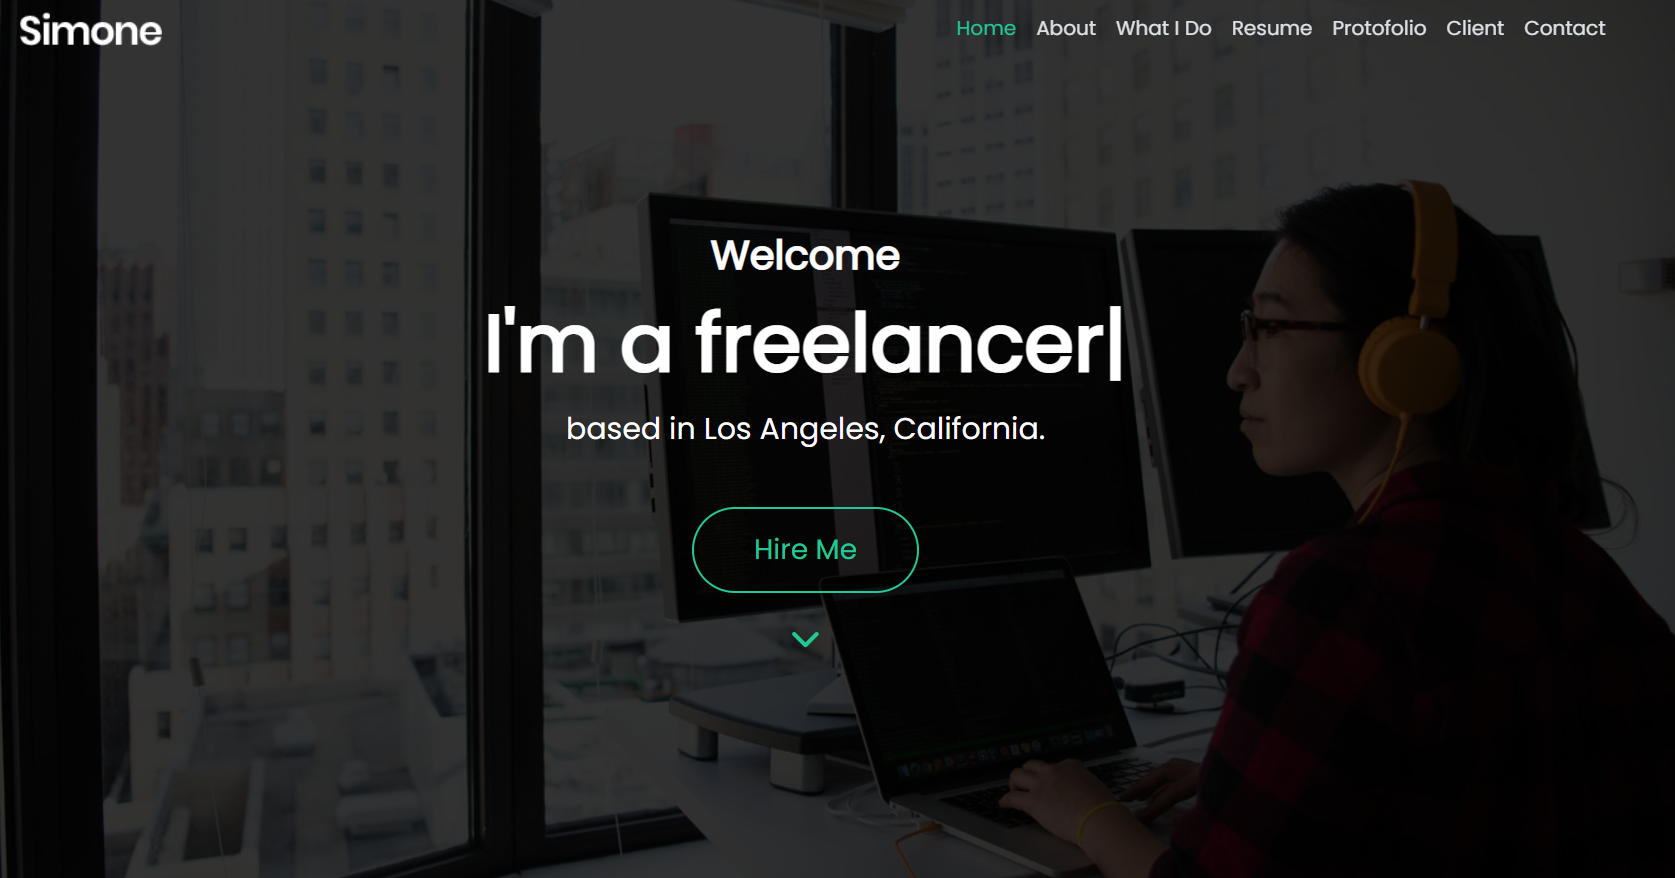 Simone
Home About What I Do Resume Protofolio Client Contact
Welcome
I'm a freelancer|
based in Los Angeles, California.
Hire Me